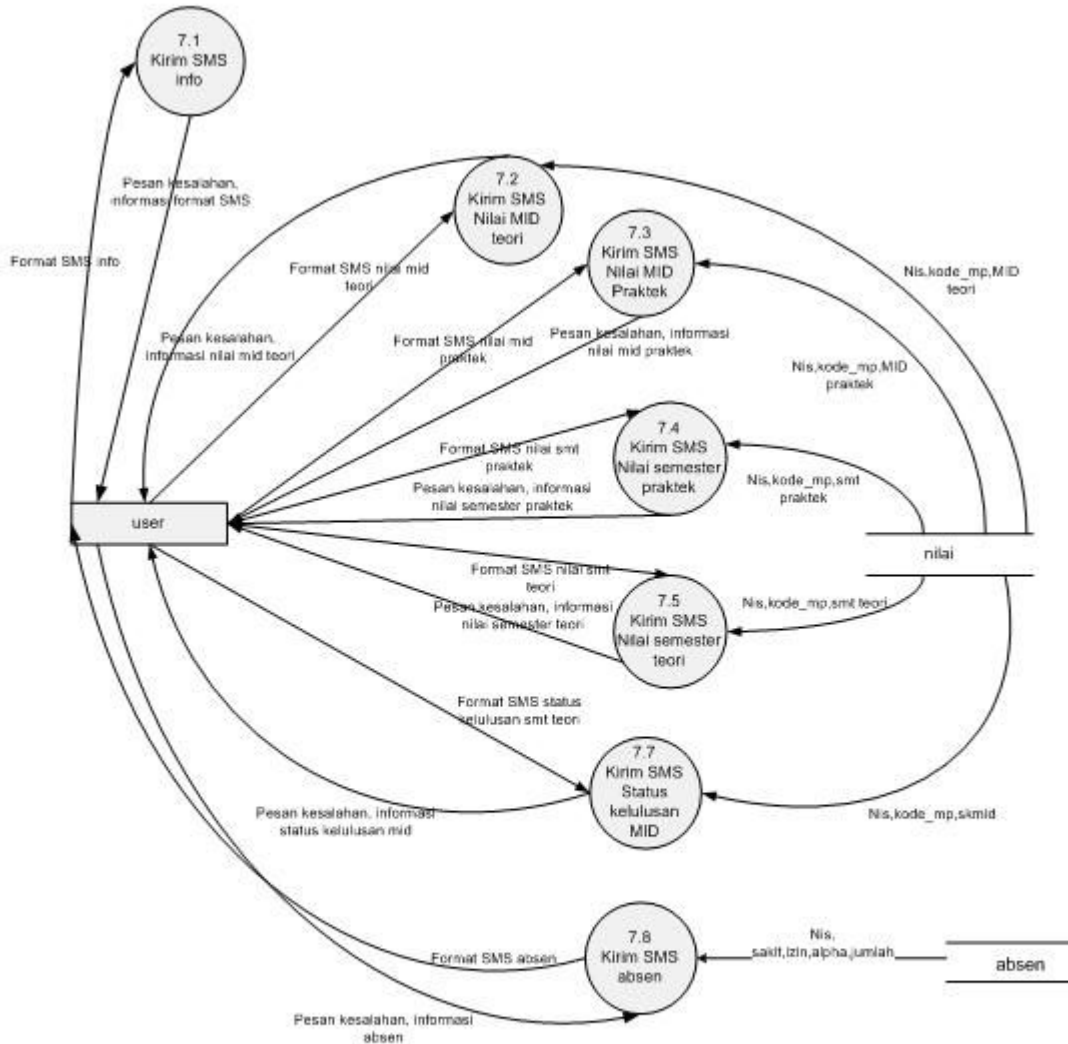 7.1
Kirim SMS
info
Pesan kesalahan,
informasi format SMS
Format SMS info
7.2
Kirim SMS
Nilai MID
teori
7.3
Kirim SMS
Nilai MID
Praktek
Format SMS nilai mid
teori
Nis,kode_mp,MID
teori
Pesan kesalahan,
informasi nilai mid teori
Format SMS nilai mid
praktek
Pesan kesalahan, informasi
nilai mid praktek
Nis,kode_mp,MID
praktek
7.4
Kirim SMS
Nilai semester
praktek
Format SMS nilai smt
praktek
Pesan kesalahan, informasi
nilai semester praktek
Nis,kode_mp,smt
praktek
user
nilai
Format SMS nilai smt
teori
Pesan kesalahan, informasi
nilai semester teori
7.5
Kirim SMS
Nilai semester
teori
Nis,kode_mp,smt teori
Format SMS status
kelulusan smt teori
7.7
Kirim SMS
Status
kelulusan
MID
Pesan kesalahan, informasi
status kelulusan mid
Nis,kode_mp,skmid
7.8
Kirim SMS
absen
Format SMS absen
Nis,
sakit,izin,alpha,jumlah
absen
Pesan kesalahan, informasi
absen